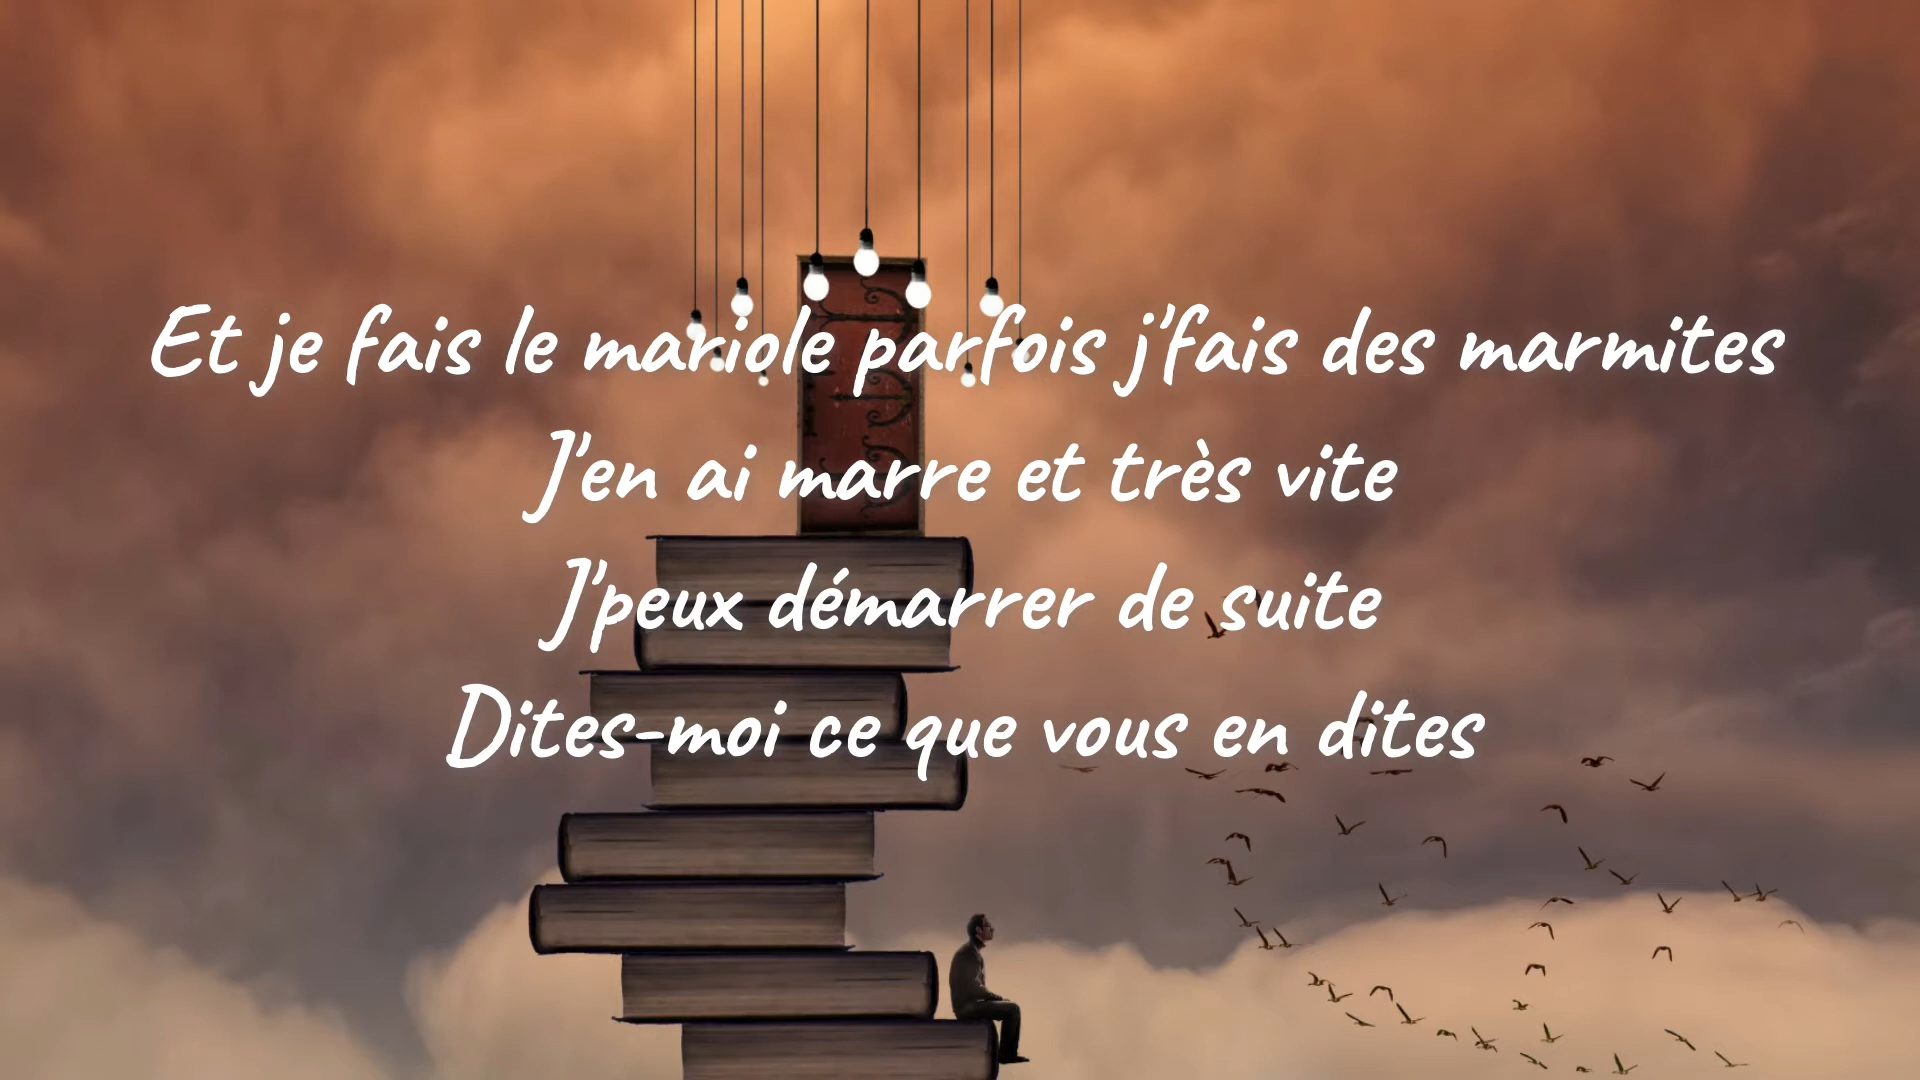 Et je fais le mariole parfois j'fais des marmites
J'en ai marre et très vite
J'peux démarrer de suite
Dites-moi ce que vous en dites